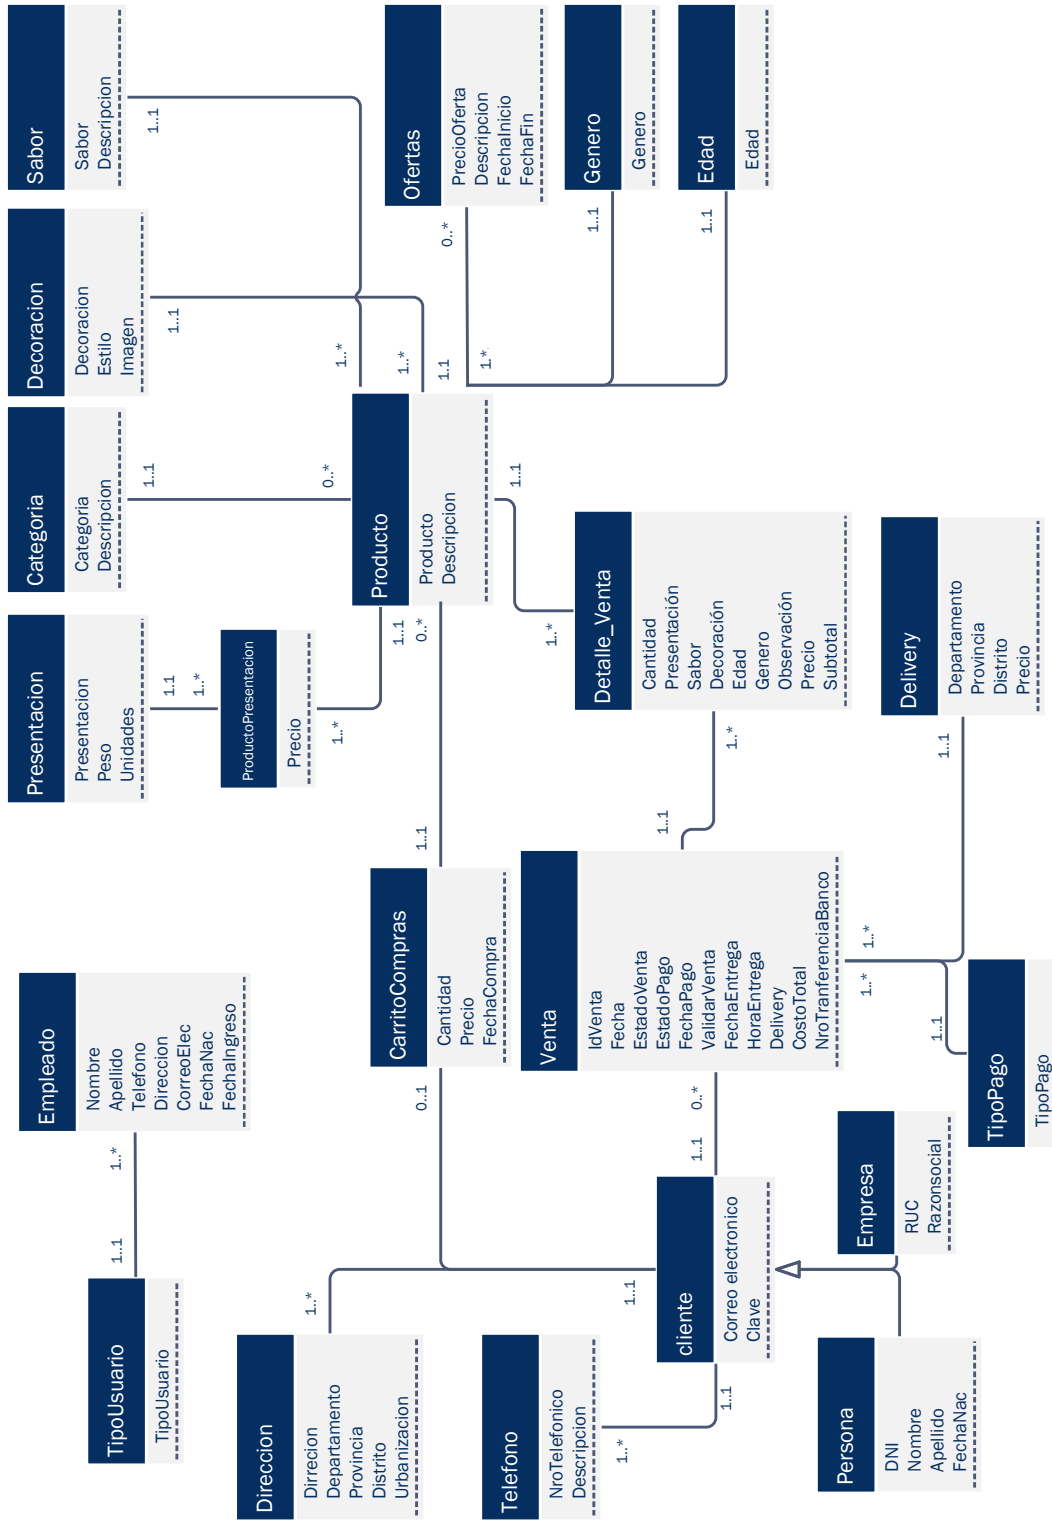 TipoUsuario
TipoUsuario
1..1
1..*
Empleado
Nombre
Apellido
Telefono
Direccion
CorreoElec
FechaNac
FechaIngreso
Presentacion
Presentacion
Peso
Unidades
1..1
1..*
ProductoPresentacion
Precio
1..*
1..1
Categoria
Categoria
Descripcion
1..1
0..*
Decoracion
Decoracion
Estilo
Imagen
1..1
1..*
Sabor
Sabor
Descripcion
1..1
1..*
Direccion
Dirrecion
Departamento
Provincia
Distrito
Urbanizacion
1..*
1..1
CarritoCompras
Cantidad
Precio
FechaCompra
0..1
1..1
0..*
Producto
Producto
Descripcion
1..1
1..*
1..1
Ofertas
PrecioOferta
Descripcion
FechaInicio
FechaFin
0..*
Genero
Genero
1..1
Edad
Edad
1..1
Telefono
NroTelefonico
Descripcion
1..*
1..1
cliente
Correo electronico
Clave
1..1
0..*
Venta
IdVenta
Fecha
EstadoVenta
EstadoPago
FechaPago
ValidarVenta
FechaEntrega
HoraEntrega
Delivery
CostoTotal
NroTranferenciaBanco
1..1
1..*
Detalle_Venta
Cantidad
Presentación
Sabor
Decoración
Edad
Genero
Observación
Precio
Subtotal
1..*
1..1
Persona
DNI
Nombre
Apellido
FechaNac
Empresa
RUC
Razonsocial
1..*
1..*
1..1
1..1
TipoPago
TipoPago
Delivery
Departamento
Provincia
Distrito
Precio